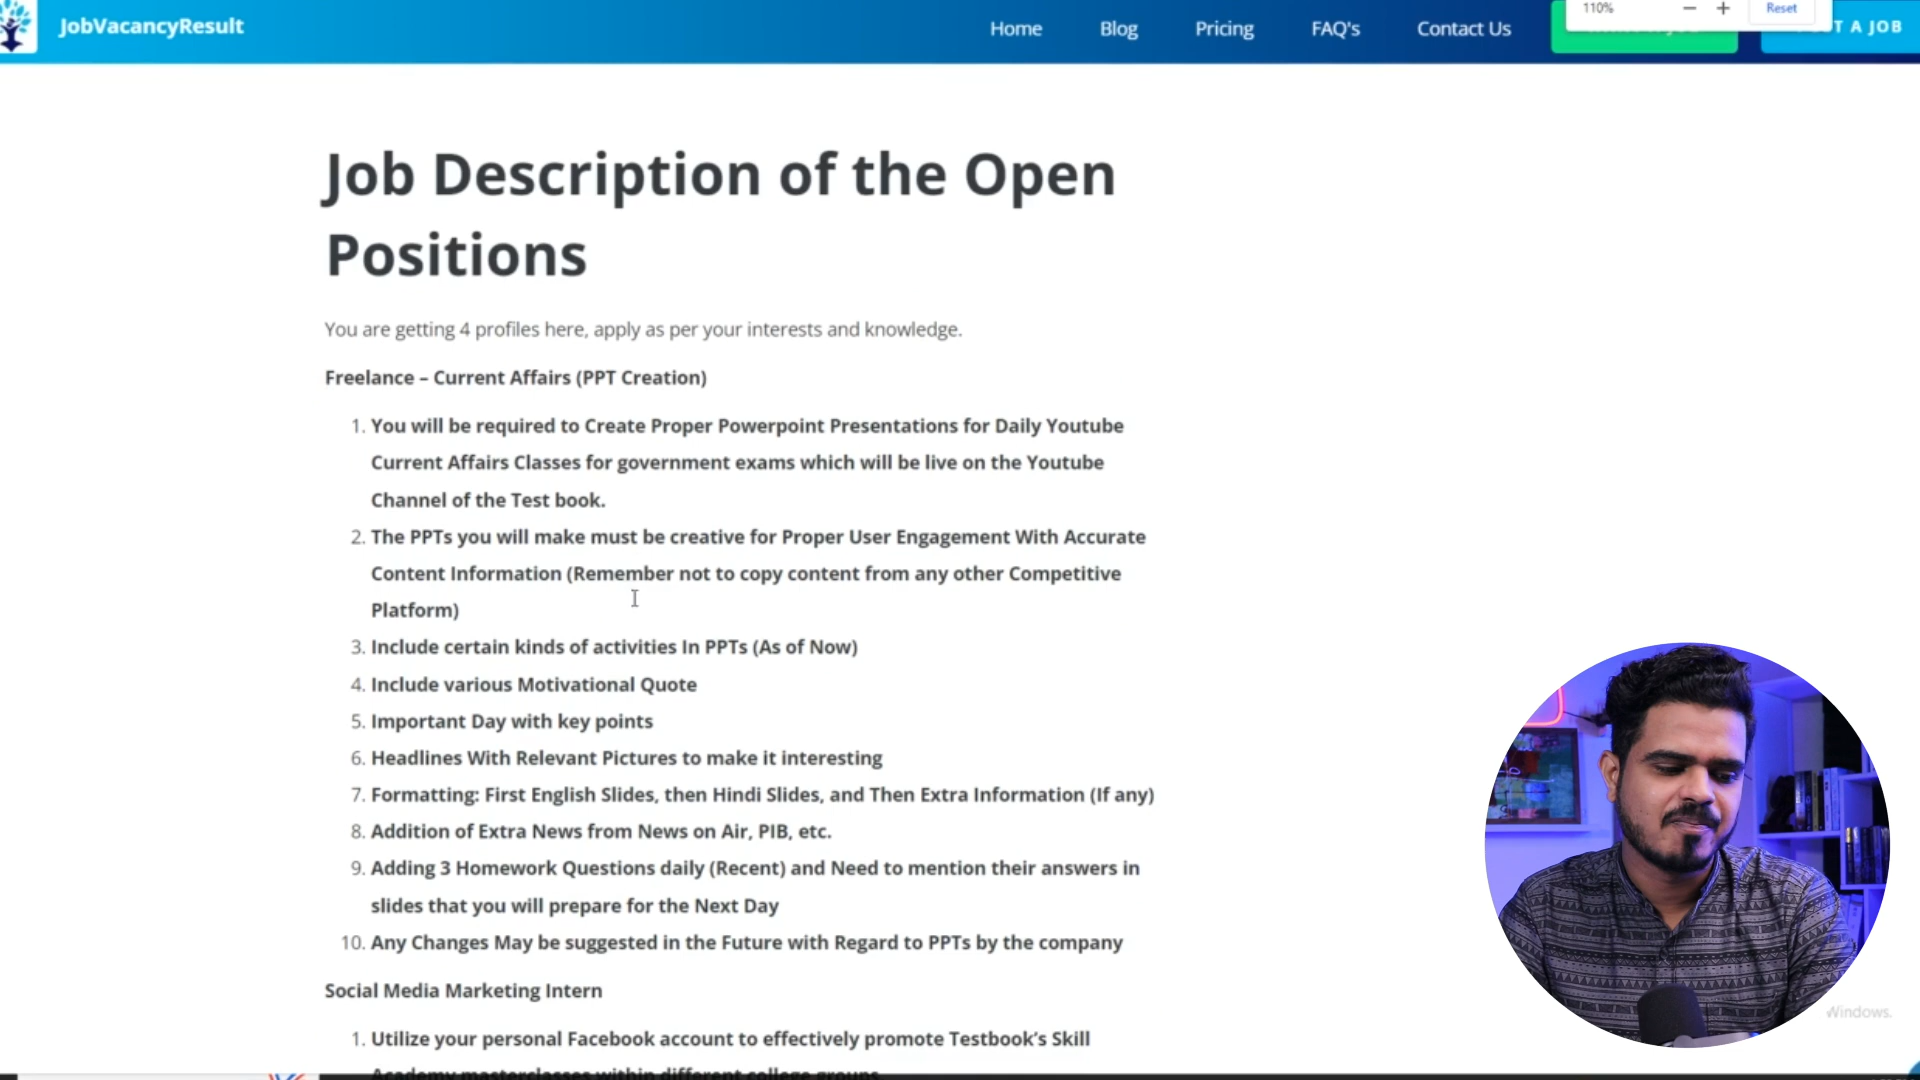 JobVacancyResult
Home
Blog
Pricing
FAQ's
Contact Us
110%
Reset
T A JOB
Job Description of the Open
Positions
You are getting 4 profiles here, apply as per your interests and knowledge.
Freelance – Current Affairs (PPT Creation)
1. You will be required to Create Proper Powerpoint Presentations for Daily Youtube
Current Affairs Classes for government exams which will be live on the Youtube
Channel of the Test book.
2. The PPTs you will make must be creative for Proper User Engagement With Accurate
Content Information (Remember not to copy content from any other Competitive
Platform)
3. Include certain kinds of activities In PPTs (As of Now)
4. Include various Motivational Quote
5. Important Day with key points
6. Headlines With Relevant Pictures to make it interesting
7. Formatting: First English Slides, then Hindi Slides, and Then Extra Information (If any)
8. Addition of Extra News from News on Air, PIB, etc.
9. Adding 3 Homework Questions daily (Recent) and Need to mention their answers in
slides that you will prepare for the Next Day
10. Any Changes May be suggested in the Future with Regard to PPTs by the company
Social Media Marketing Intern
1. Utilize your personal Facebook account to effectively promote Testbook's Skill
Academy masterclasses within different college groups
Windows.